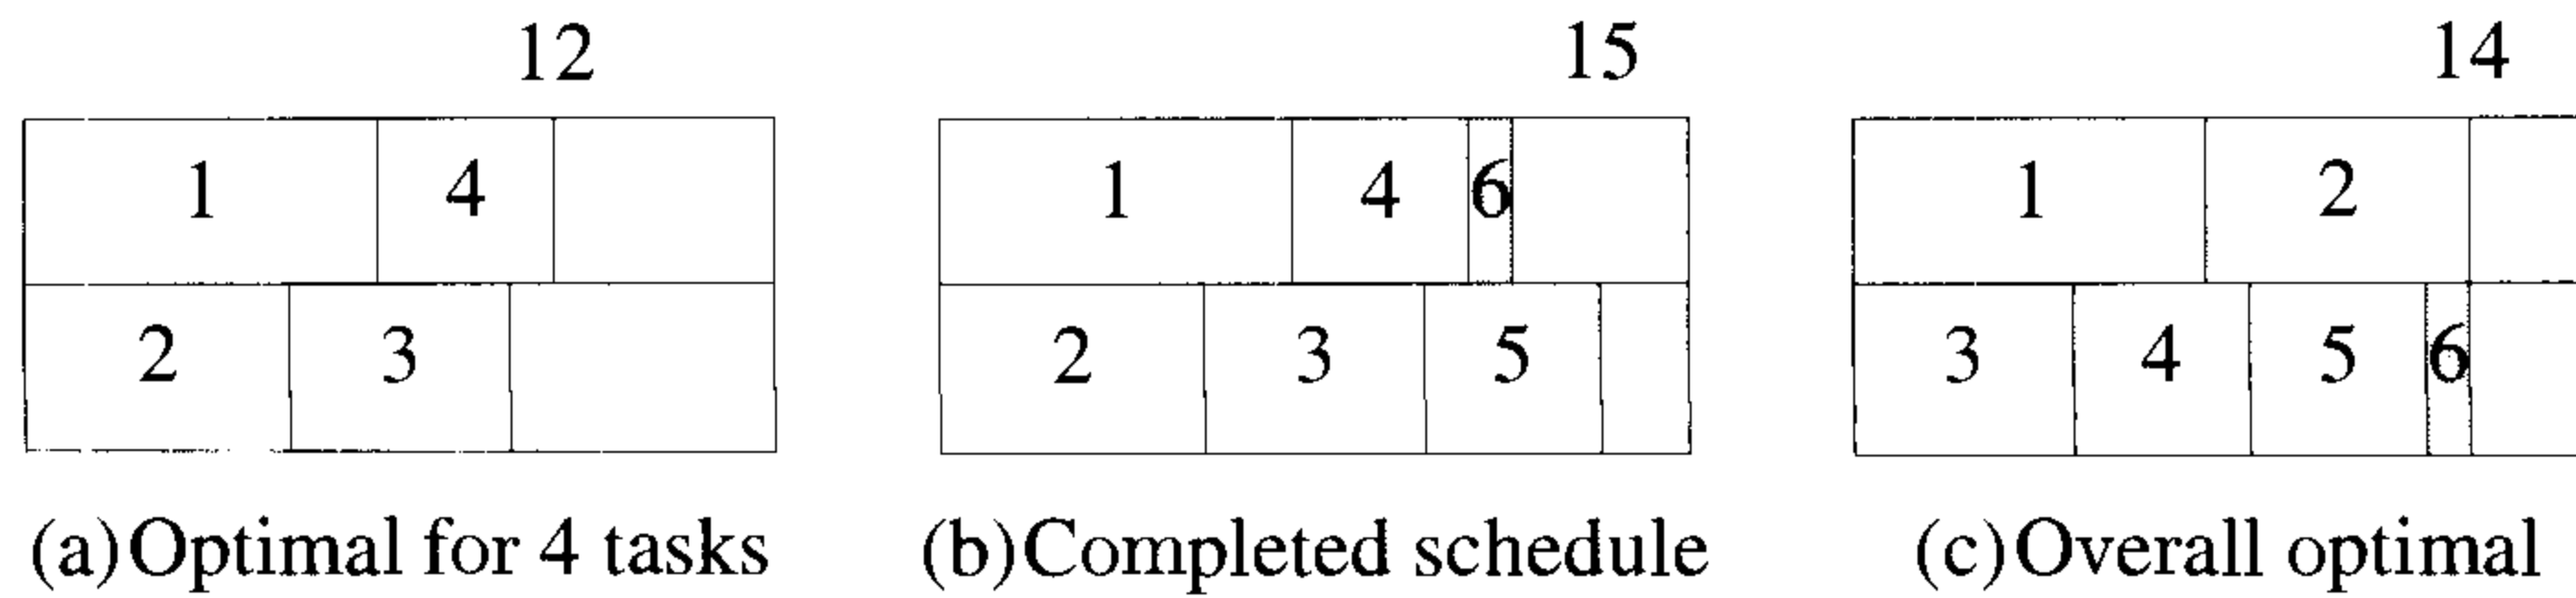 12 15 14
1 4 1 4 6 1 2
2 3 2 3 5 3 4 5 6
(a)Optimal for 4 tasks (b)Completed schedule (c)Overall optimal